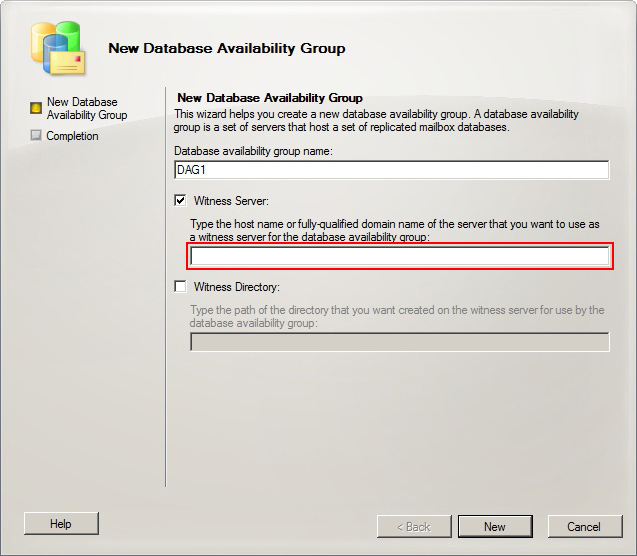 New Database Availability Group
New Database
Availability Group
Completion
New Database Availability Group
This wizard helps you create a new database availability group. A database availability
group is a set of servers that host a set of replicated mailbox databases.
Database availability group name:
DAG1
Witness Server:
Type the host name or fully-qualified domain name of the server that you want to use as
a witness server for the database availability group:
Witness Directory:
Type the path of the directory that you want created on the witness server for use by the
database availability group:
Help
< Back
New
Cancel